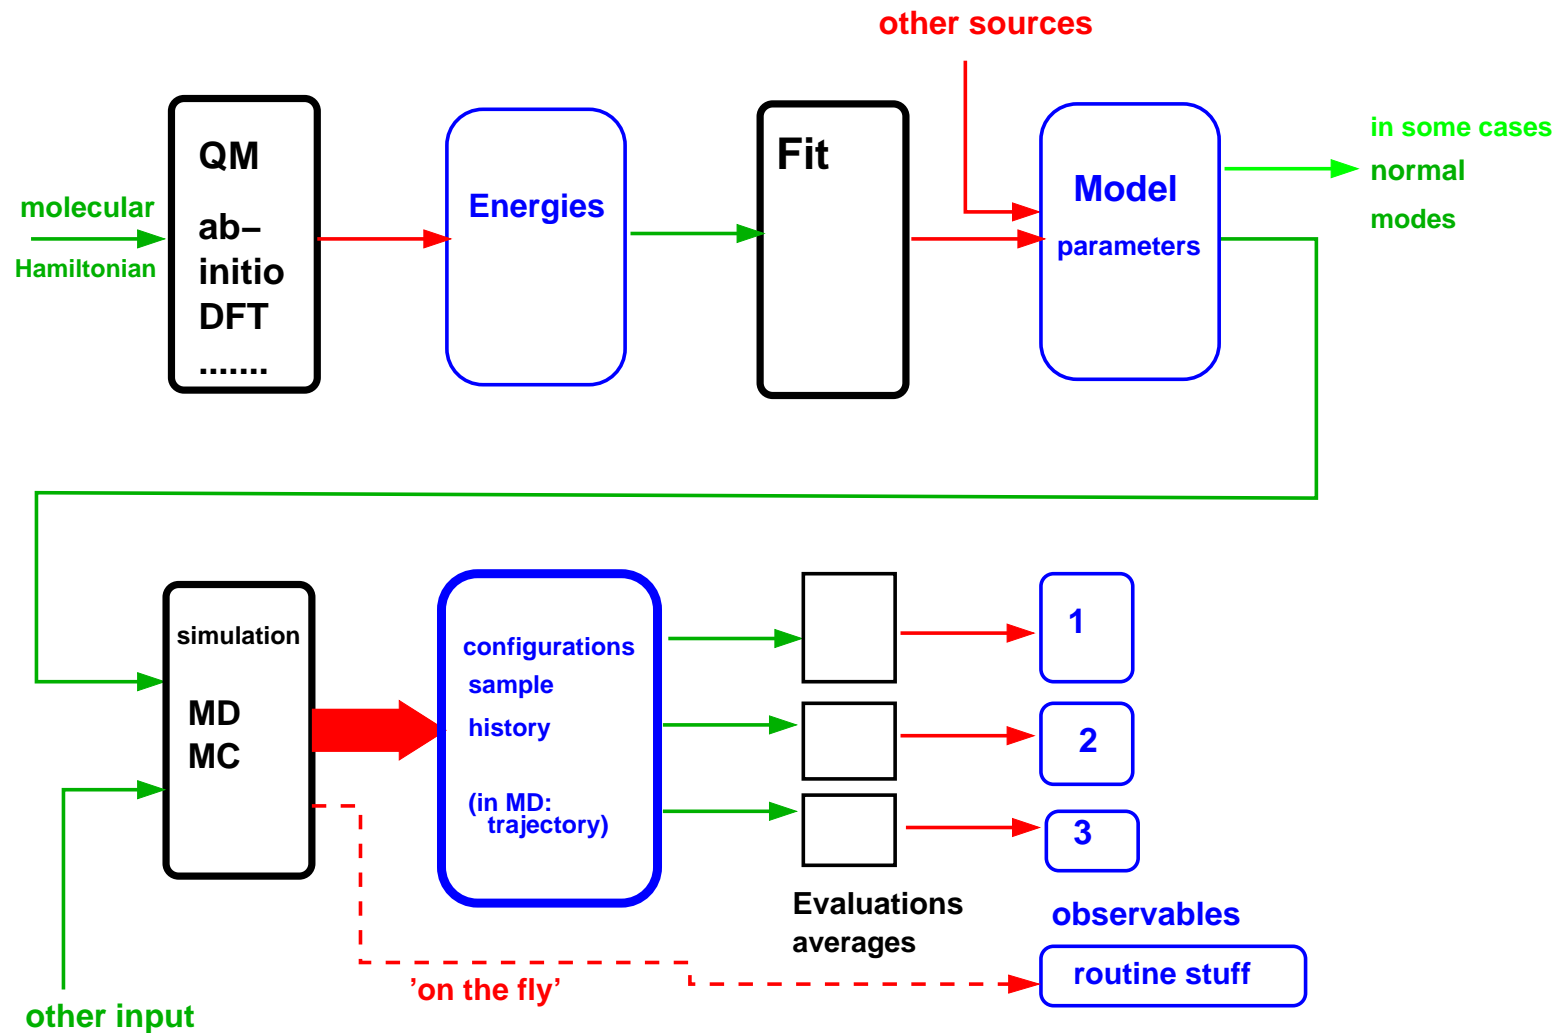 other sources
QM
ab–
initio
DFT
.......
molecular
Hamiltonian
Energies
Fit
Model
parameters
in some cases
normal
modes
simulation
MD
MC
configurations
sample
history
(in MD:
trajectory)
1
2
3
Evaluations
averages
observables
routine stuff
'on the fly'
other input